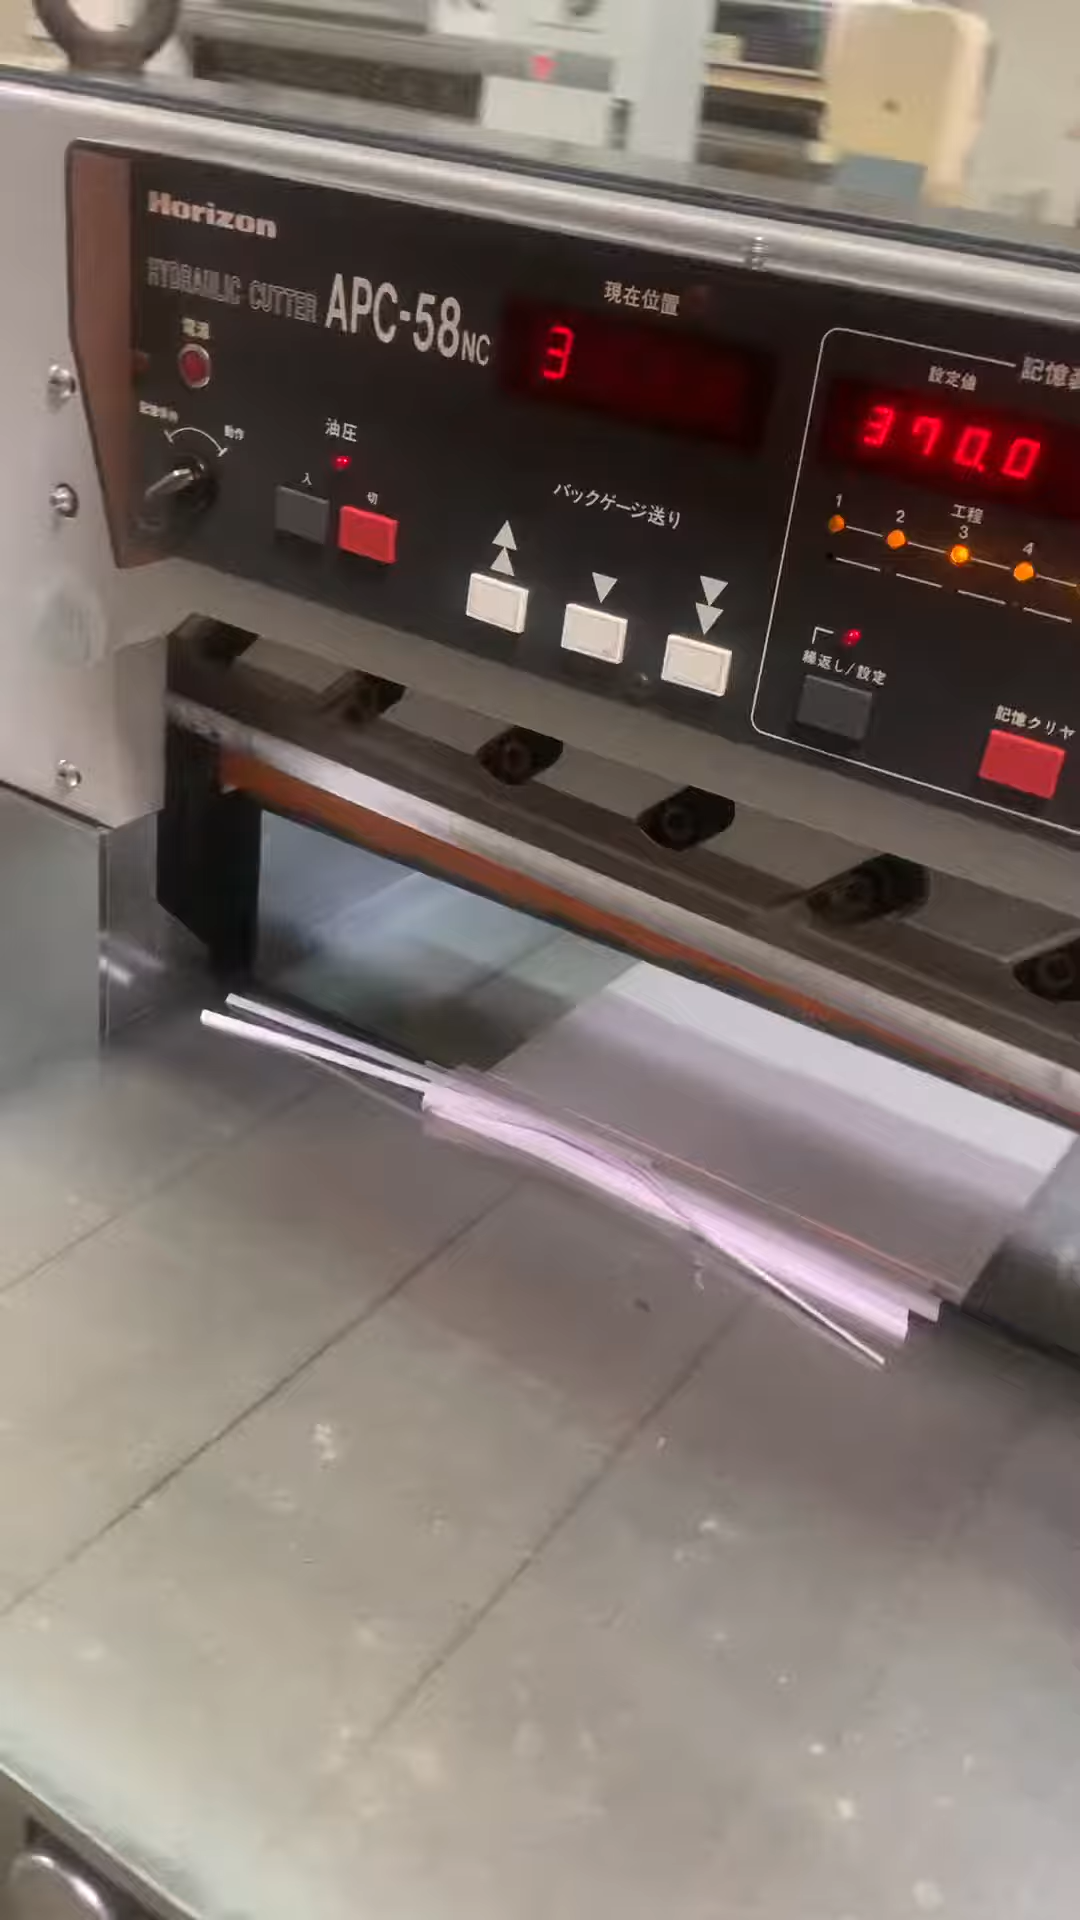 Horizon
HYDRAULIC CUTTER APC-58NC
電源
動作
油圧
入
切
現在位置
3
バックゲージ送り
記憶
設定値
370.0
工程
1
2
3
4
繰返し/設定
記憶クリヤ